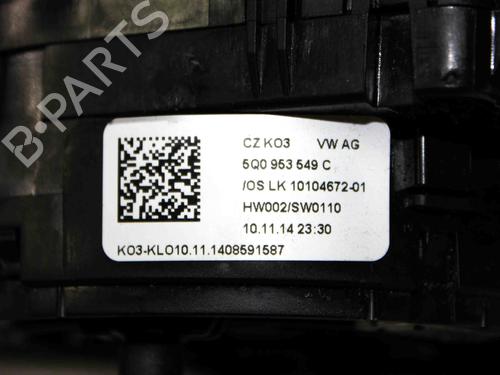 B-PARTS
CZ KO3 VW AG
5Q0 953 549 C
/OS LK 10104672-01
HW002/SW0110
10.11.14 23:30
KO3-KLO10.11.1408591587